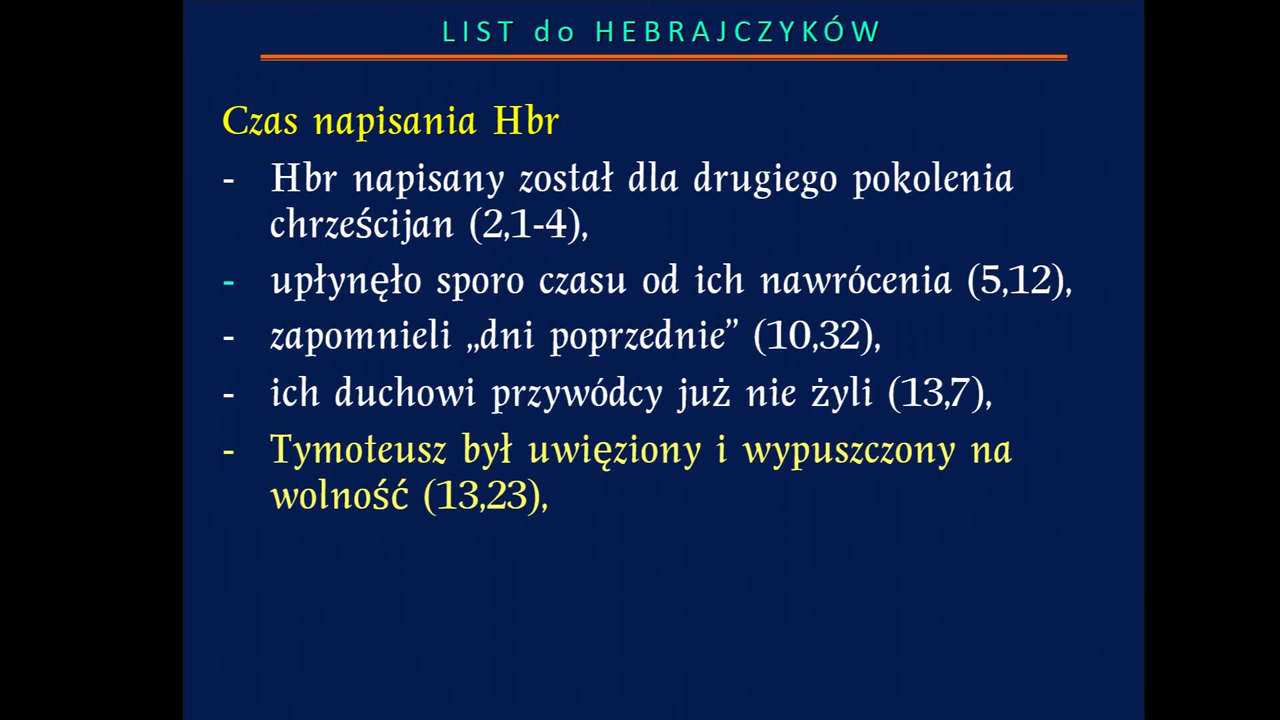 LIST do HEBRAJCZYKÓW
Czas napisania Hbr
- Hbr napisany został dla drugiego pokolenia
chrześcijan (2,1-4),
- upłynęło sporo czasu od ich nawrócenia (5,12),
- zapomnieli „dni poprzednie” (10,32),
- ich duchowi przywódcy już nie żyli (13,7),
- Tymoteusz był uwięziony i wypuszczony na
wolność (13,23),